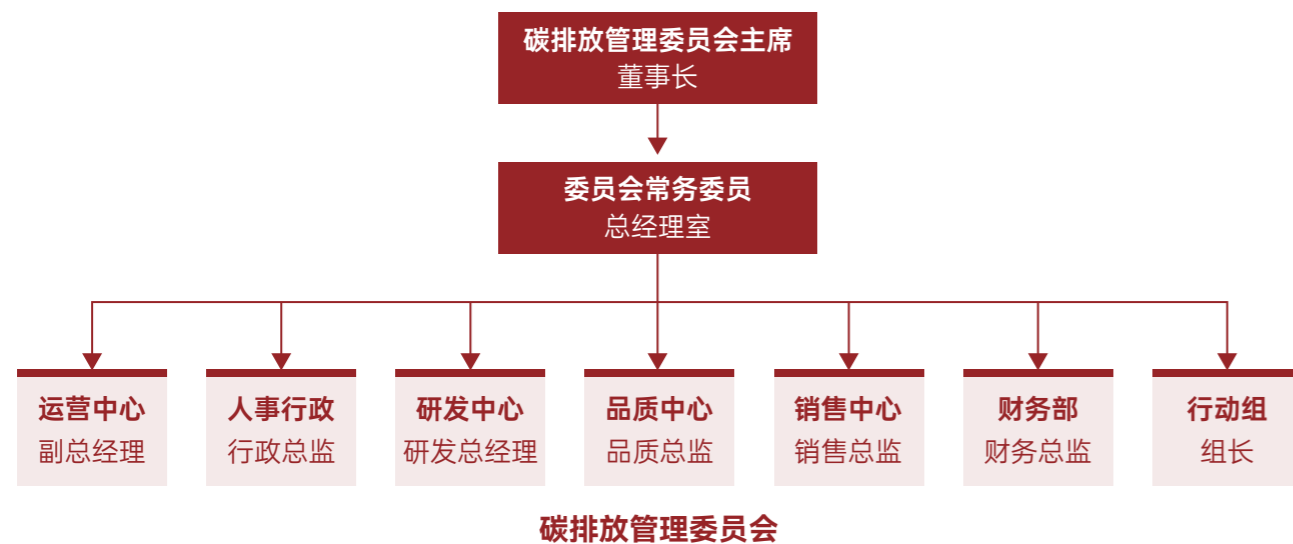 碳排放管理委员会主席
董事长
委员会常务委员
总经理室
运营中心
副总经理
人事行政
行政总监
研发中心
研发总经理
品质中心
品质总监
销售中心
销售总监
财务部
财务总监
行动组
组长
碳排放管理委员会